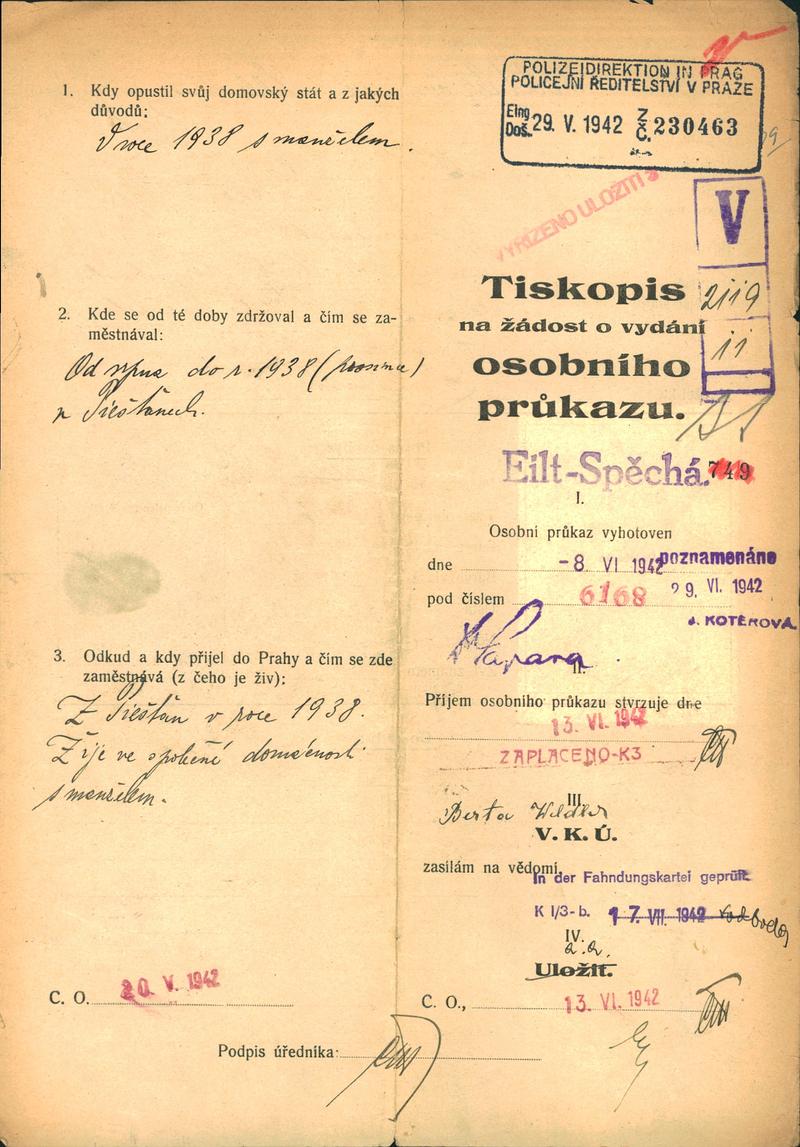 1. Kdy opustil svůj domovský stát a z jakých
důvodů:
V roce 1938 s manželem.
2. Kde se od té doby zdržoval a čím se za-
městnával:
Od do r. 1938 (prosince)
v Piešťanech.
3. Odkud a kdy přijel do Prahy a čím se zde
zaměstnává (z čeho je živ):
Z Piešťan v roce 1938.
Žije ve společné domácnosti
s manželem.
C. O. 20. V. 1942
Podpis úředníka:
POLIZEIDIREKTION IN PRAG
POLICEJNÍ ŘEDITELSTVÍ V PRAZE
Elng. Doš. 29. V. 1942 Z. Č. 230463
VYŘÍZENO ULOŽITI
V
2119
11
Tiskopis
na žádost o vydání
osobního
průkazu.
Eilt-Spěchá. 749
I.
Osobní průkaz vyhotoven
dne -8 VI 1942 poznamenáno
pod číslem 6168 29. VI. 1942
J. KOTĚROVÁ
II.
Příjem osobního průkazu stvrzuje dne
13. VI. 1942
ZAPLACENO-K3
III
Berta
V. K. Ú.
zasílám na vědomí.
In der Fahndungskartei geprüft.
K I/3-b. 17. VII. 1942
IV.
a. a.
Uložit.
C. O., 13. VI. 1942